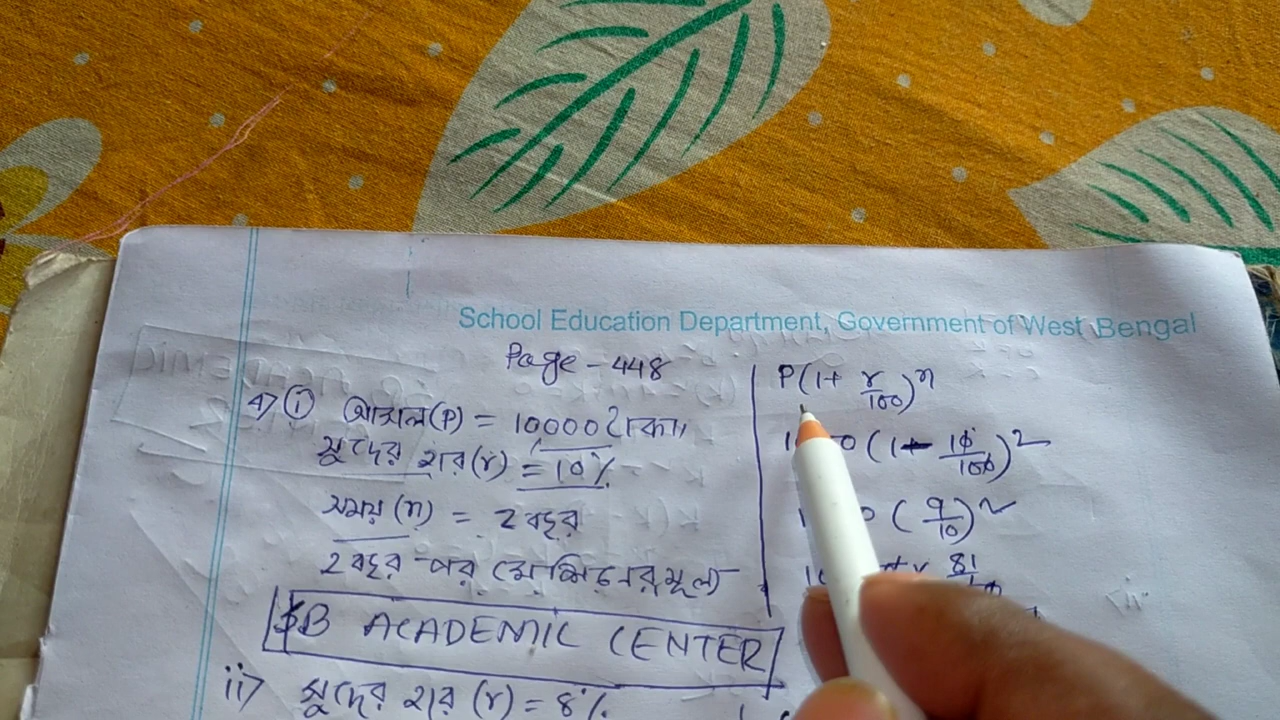 School Education Department, Government of West Bengal
Page - 448
4) i) আসল(P) = 10000 টাকা
সুদের হার (r) = 10%
সময় (n) = 2 বছর
2 বছর পর মেশিনের মূল্য
SB ACADEMIC CENTER
ii) সুদের হার (r) = 8%
P(1+ r/100)^n
(1- 10/100)^2
(9/10)^2
81